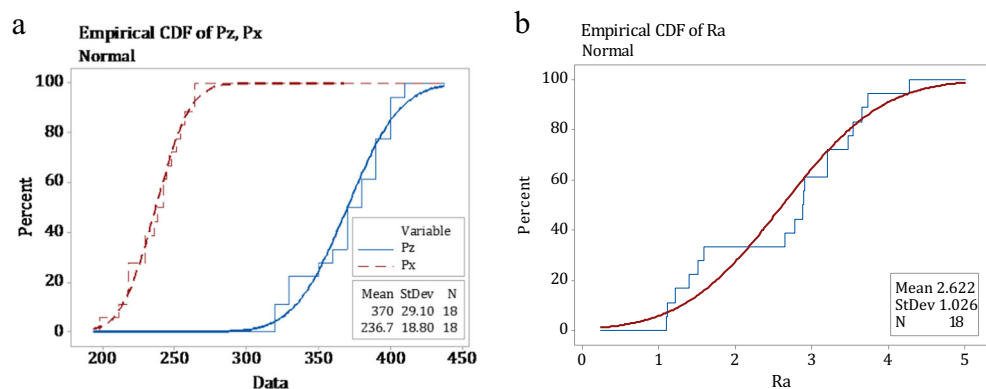 a
Empirical CDF of Pz, Px
Normal
100
80
60
40
20
0
Percent
200 250 300 350 400 450
Data
Variable
Pz
Px
Mean StDev N
370 29.10 18
236.7 18.80 18
b
Empirical CDF of Ra
Normal
100
80
60
40
20
0
Percent
0 1 2 3 4 5
Ra
Mean 2.622
StDev 1.026
N 18